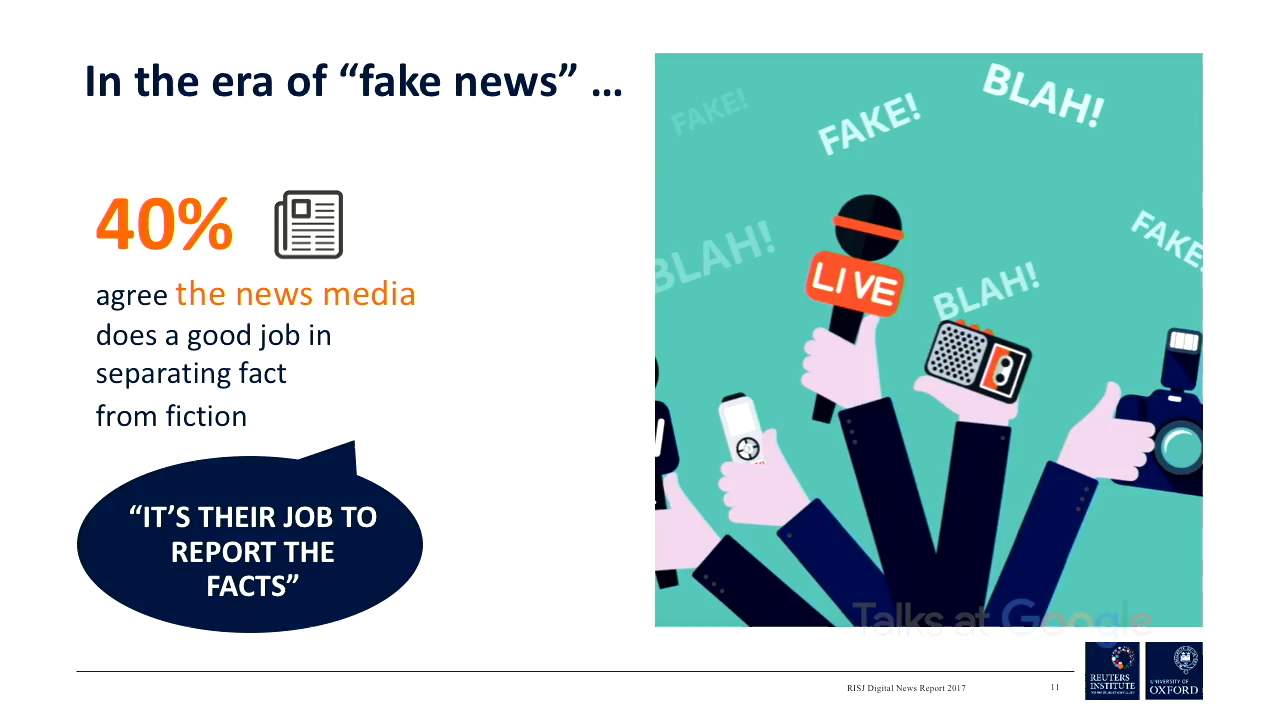 In the era of “fake news” ...
40%
agree the news media
does a good job in
separating fact
from fiction
“IT’S THEIR JOB TO
REPORT THE
FACTS”
FAKE!
FAKE!
BLAH!
BLAH!
FAKE!
BLAH!
LIVE
Talks at Google
RISJ Digital News Report 2017
11
REUTERS
INSTITUTE
UNIVERSITY OF
OXFORD